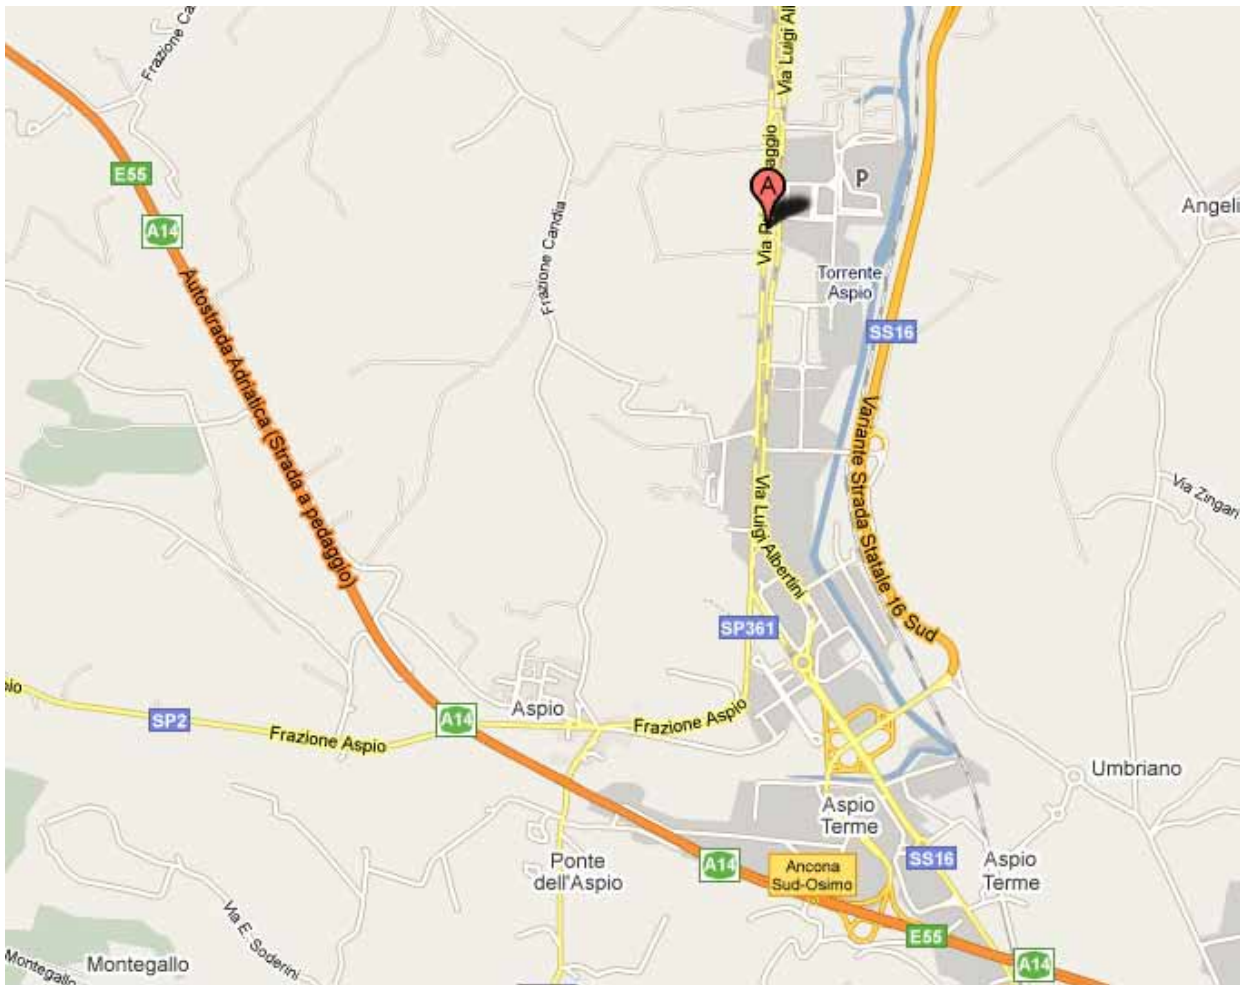 Frazione Ca
Via Luigi Al
aggio
E55
P
A
A14
Angeli
Frazione Candia
Via
Torrente
Aspio
SS16
Autostrada Adriatica (Strada a pedaggio)
Variante Strada Statale 16 Sud
Via Zingari
Via Luigi Albertini
SP361
pio
SP2
Frazione Aspio
A14
Aspio
Frazione Aspio
Umbriano
Aspio
Terme
Ponte
dell'Aspio
A14
Ancona
Sud-Osimo
SS16
Aspio
Terme
Via E. Soderini
E55
Montegallo
Montegallo
A14